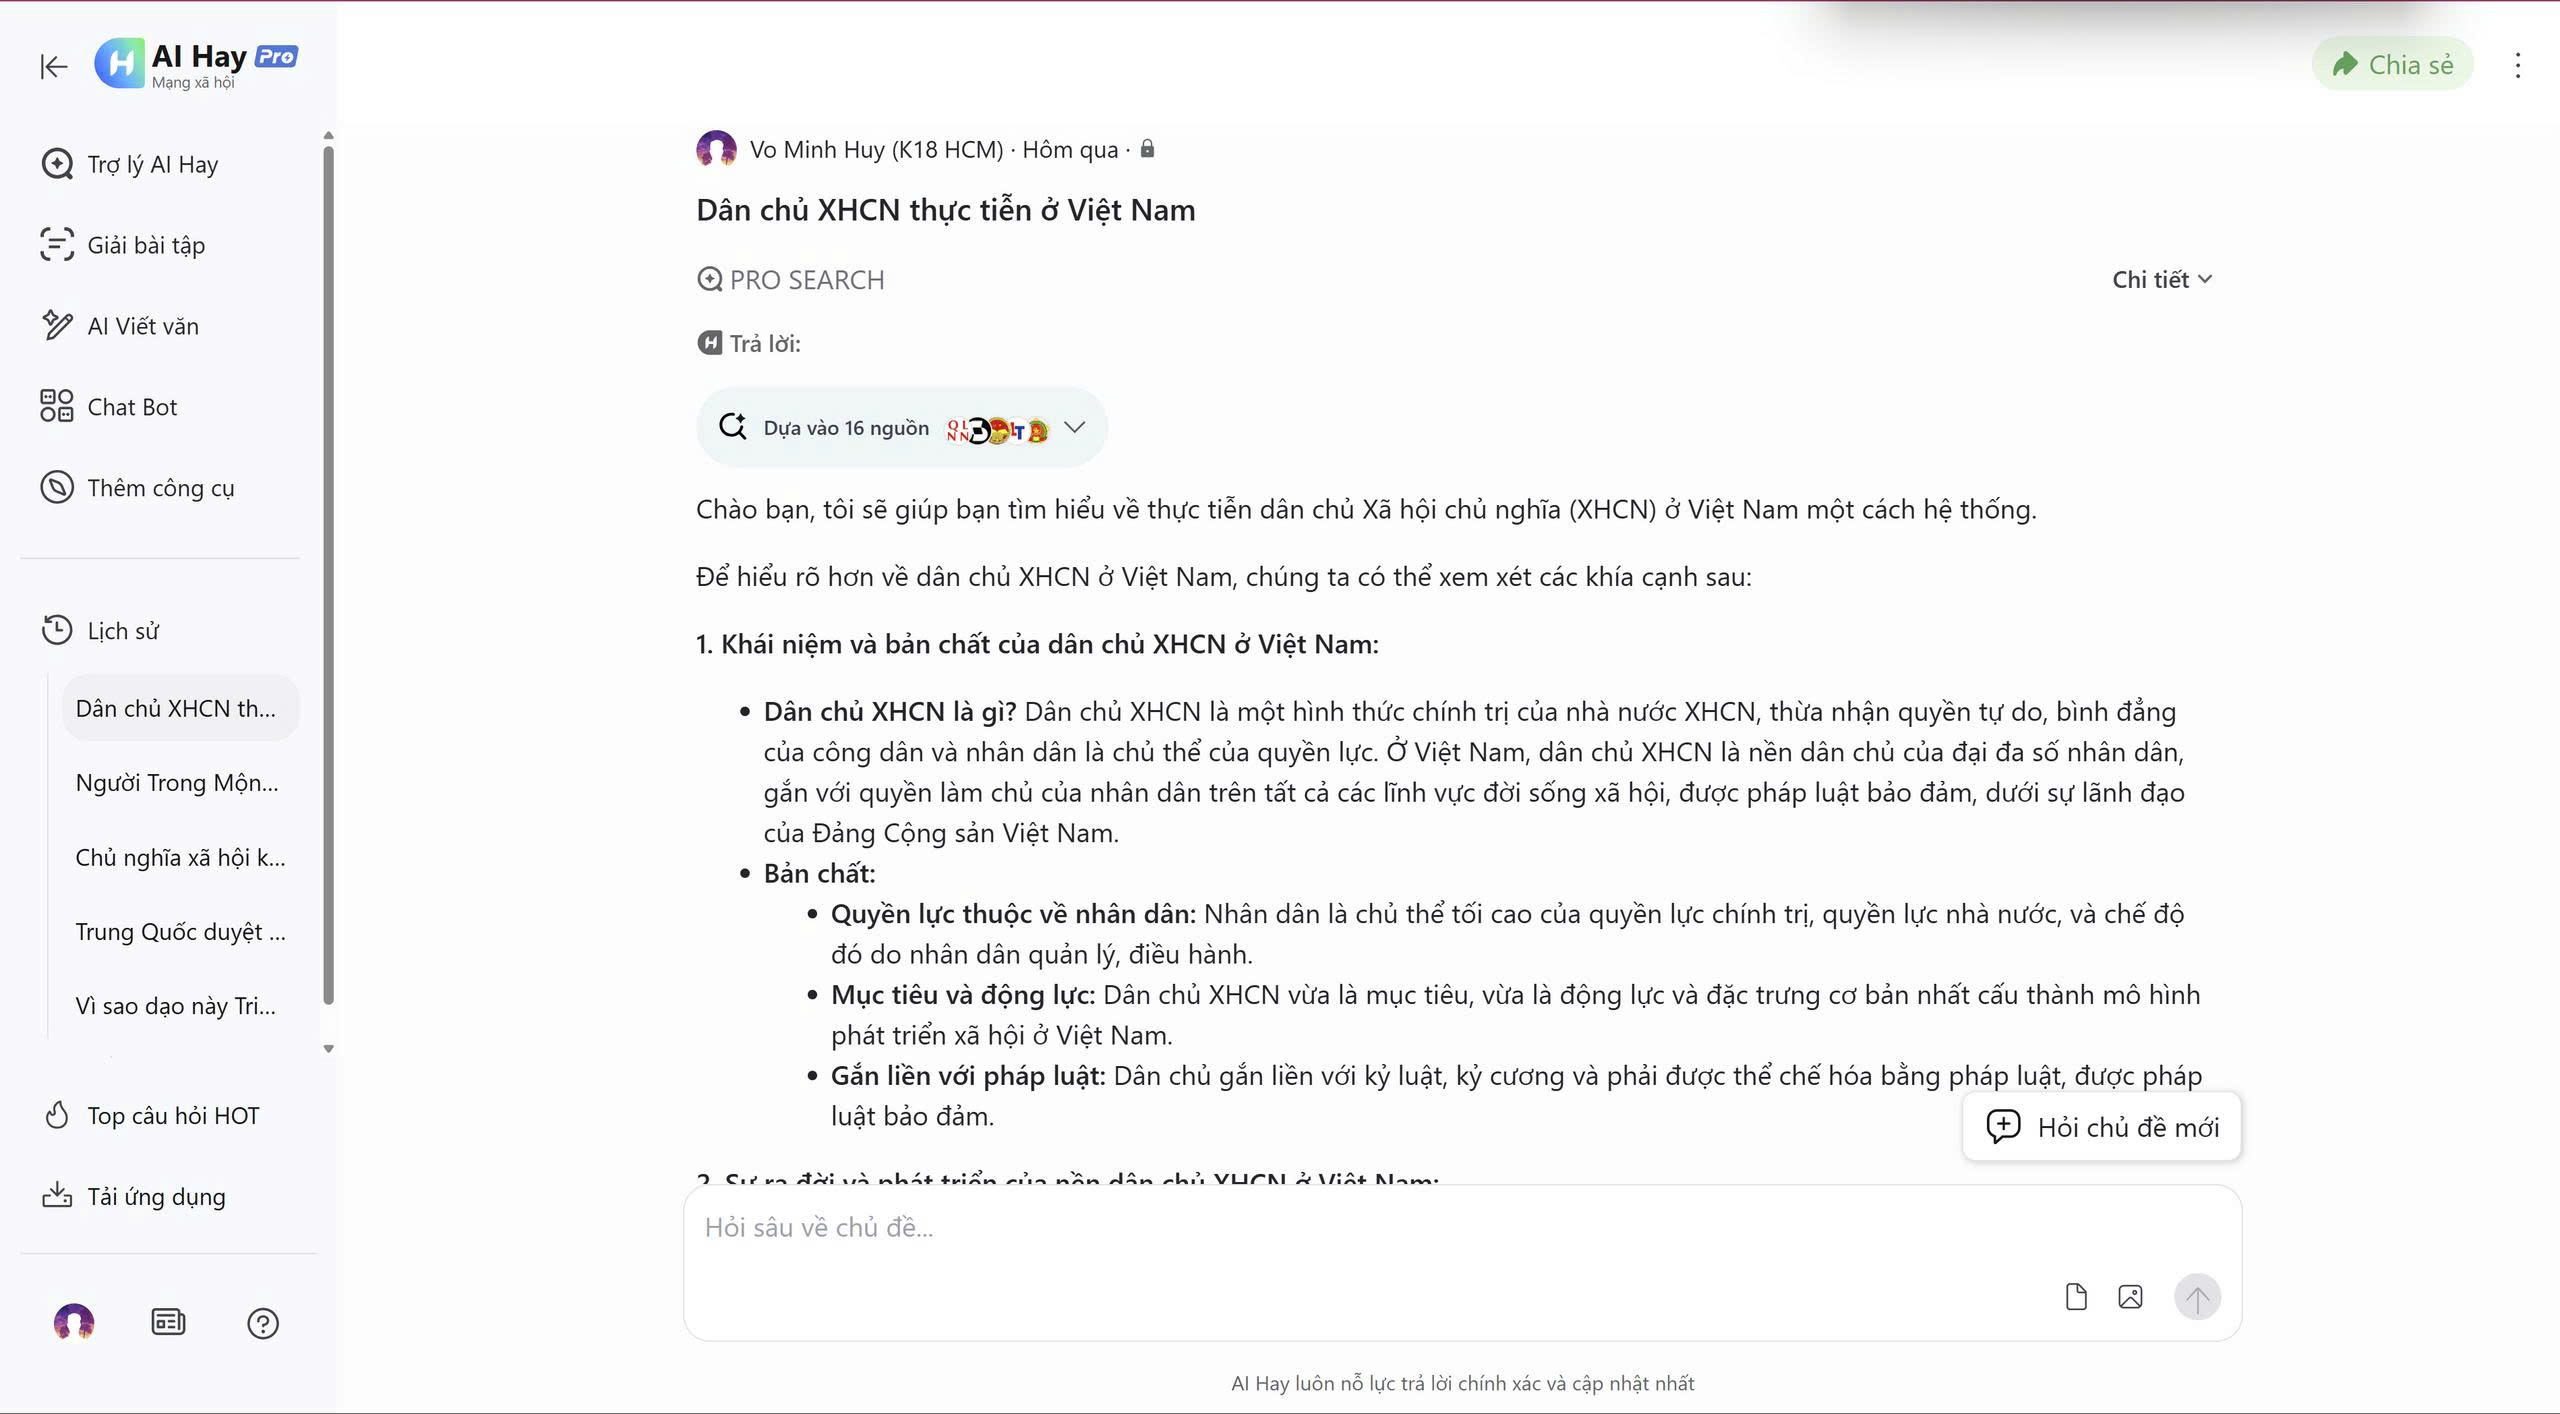 AI Hay Pro
Mạng xã hội
Trợ lý AI Hay
Giải bài tập
AI Viết văn
Chat Bot
Thêm công cụ
Lịch sử
Dân chủ XHCN th...
Người Trong Mộn...
Chủ nghĩa xã hội k...
Trung Quốc duyệt ...
Vì sao dạo này Tri...
Top câu hỏi HOT
Tải ứng dụng
Chia sẻ
Vo Minh Huy (K18 HCM) · Hôm qua ·
Dân chủ XHCN thực tiễn ở Việt Nam
PRO SEARCH
Chi tiết
Trả lời:
Dựa vào 16 nguồn
Chào bạn, tôi sẽ giúp bạn tìm hiểu về thực tiễn dân chủ Xã hội chủ nghĩa (XHCN) ở Việt Nam một cách hệ thống.
Để hiểu rõ hơn về dân chủ XHCN ở Việt Nam, chúng ta có thể xem xét các khía cạnh sau:
1. Khái niệm và bản chất của dân chủ XHCN ở Việt Nam:
• Dân chủ XHCN là gì? Dân chủ XHCN là một hình thức chính trị của nhà nước XHCN, thừa nhận quyền tự do, bình đẳng
của công dân và nhân dân là chủ thể của quyền lực. Ở Việt Nam, dân chủ XHCN là nền dân chủ của đại đa số nhân dân,
gắn với quyền làm chủ của nhân dân trên tất cả các lĩnh vực đời sống xã hội, được pháp luật bảo đảm, dưới sự lãnh đạo
của Đảng Cộng sản Việt Nam.
• Bản chất:
• Quyền lực thuộc về nhân dân: Nhân dân là chủ thể tối cao của quyền lực chính trị, quyền lực nhà nước, và chế độ
đó do nhân dân quản lý, điều hành.
• Mục tiêu và động lực: Dân chủ XHCN vừa là mục tiêu, vừa là động lực và đặc trưng cơ bản nhất cấu thành mô hình
phát triển xã hội ở Việt Nam.
• Gắn liền với pháp luật: Dân chủ gắn liền với kỷ luật, kỷ cương và phải được thể chế hóa bằng pháp luật, được pháp
luật bảo đảm.
Hỏi chủ đề mới
2. Sự ra đời và phát triển của nền dân chủ XHCN ở Việt Nam:
Hỏi sâu về chủ đề...
AI Hay luôn nỗ lực trả lời chính xác và cập nhật nhất